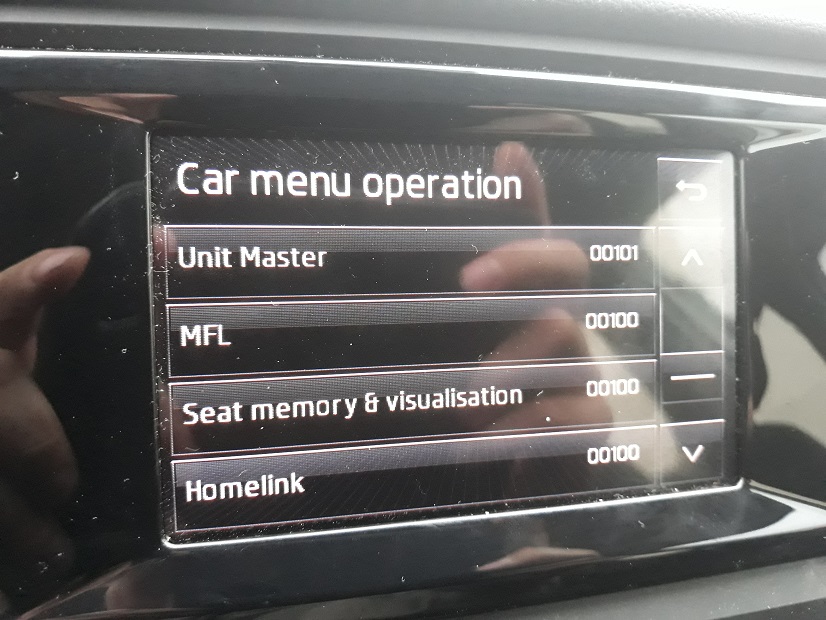 Car menu operation
Unit Master 00101
MFL 00100
Seat memory & visualisation 00100
Homelink 00100